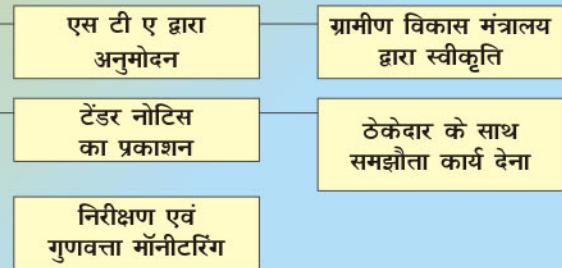 एस टी ए द्वारा
अनुमोदन
ग्रामीण विकास मंत्रालय
द्वारा स्वीकृति
टेंडर नोटिस
का प्रकाशन
ठेकेदार के साथ
समझौता कार्य देना
निरीक्षण एवं
गुणवत्ता मॉनीटरिंग